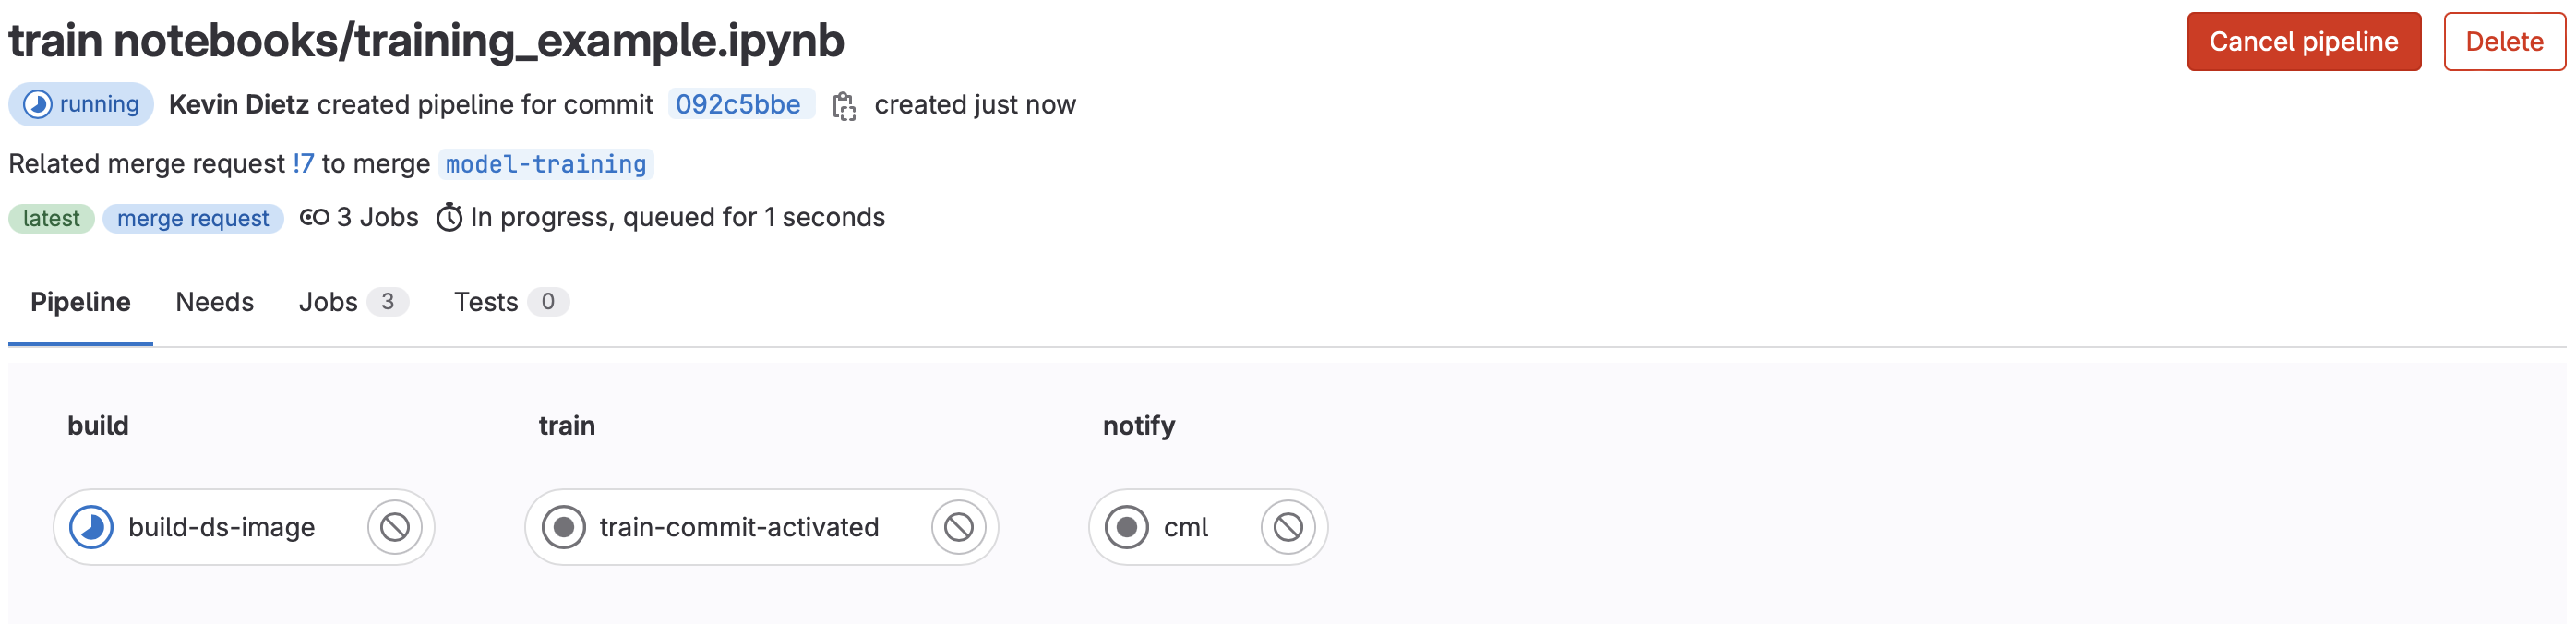 train notebooks/training_example.ipynb
Cancel pipeline
Delete
running Kevin Dietz created pipeline for commit 092c5bbe created just now
Related merge request !7 to merge model-training
latest merge request 3 Jobs In progress, queued for 1 seconds
Pipeline Needs Jobs 3 Tests 0
build train notify
build-ds-image train-commit-activated cml